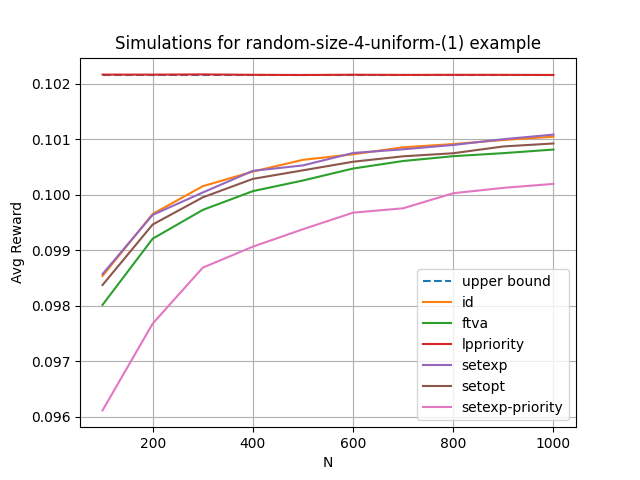 Simulations for random-size-4-uniform-(1) example
0.102
0.101
0.100
0.099
0.098
0.097
0.096
Avg Reward
200
400
600
800
1000
N
upper bound
id
ftva
lppriority
setexp
setopt
setexp-priority